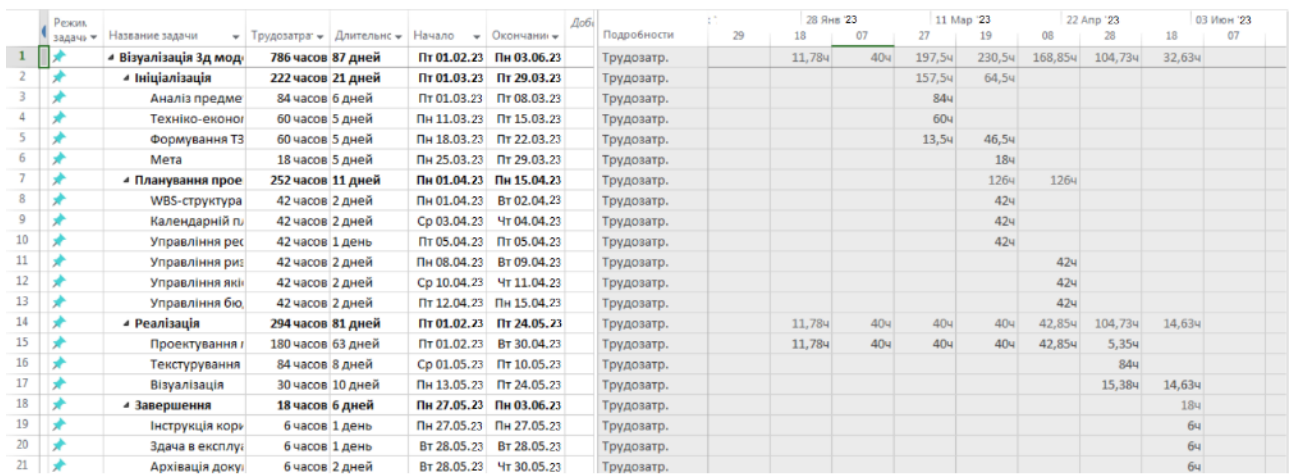 Режим задачи Название задачи Трудозатрат Длительнс Начало Окончание Доба Подробности 28 Янв '23 11 Мар '23 22 Апр '23 03 Июн '23
29 18 07 27 19 08 28 18 07
1 Візуалізація 3д мод 786 часов 87 дней Пт 01.02.23 Пн 03.06.23 Трудозатр. 11,78ч 40ч 197,5ч 230,5ч 168,85ч 104,73ч 32,63ч
2 Ініціалізація 222 часов 21 дней Пт 01.03.23 Пт 29.03.23 Трудозатр. 157,5ч 64,5ч
3 Аналіз предме 84 часов 6 дней Пт 01.03.23 Пт 08.03.23 Трудозатр. 84ч
4 Техніко-еконо 60 часов 5 дней Пн 11.03.23 Пт 15.03.23 Трудозатр. 60ч
5 Формування ТЗ 60 часов 5 дней Пн 18.03.23 Пт 22.03.23 Трудозатр. 13,5ч 46,5ч
6 Мета 18 часов 5 дней Пн 25.03.23 Пт 29.03.23 Трудозатр. 18ч
7 Планування прое 252 часов 11 дней Пн 01.04.23 Пн 15.04.23 Трудозатр. 126ч 126ч
8 WBS-структура 42 часов 2 дней Пн 01.04.23 Вт 02.04.23 Трудозатр. 42ч
9 Календарній п 42 часов 2 дней Ср 03.04.23 Чт 04.04.23 Трудозатр. 42ч
10 Управління рес 42 часов 1 день Пт 05.04.23 Пт 05.04.23 Трудозатр. 42ч
11 Управління риз 42 часов 2 дней Пн 08.04.23 Вт 09.04.23 Трудозатр. 42ч
12 Управління які 42 часов 2 дней Ср 10.04.23 Чт 11.04.23 Трудозатр. 42ч
13 Управління бю 42 часов 2 дней Пт 12.04.23 Пн 15.04.23 Трудозатр. 42ч
14 Реалізація 294 часов 81 дней Пт 01.02.23 Пт 24.05.23 Трудозатр. 11,78ч 40ч 40ч 40ч 42,85ч 104,73ч 14,63ч
15 Проектування 180 часов 63 дней Пт 01.02.23 Вт 30.04.23 Трудозатр. 11,78ч 40ч 40ч 40ч 42,85ч 5,35ч
16 Текстурування 84 часов 8 дней Ср 01.05.23 Пт 10.05.23 Трудозатр. 84ч
17 Візуалізація 30 часов 10 дней Пн 13.05.23 Пт 24.05.23 Трудозатр. 15,38ч 14,63ч
18 Завершення 18 часов 6 дней Пн 27.05.23 Пн 03.06.23 Трудозатр. 18ч
19 Інструкція кори 6 часов 1 день Пн 27.05.23 Пн 27.05.23 Трудозатр. 6ч
20 Здача в експлу 6 часов 1 день Вт 28.05.23 Вт 28.05.23 Трудозатр. 6ч
21 Архівація доку 6 часов 2 дней Вт 28.05.23 Чт 30.05.23 Трудозатр. 6ч